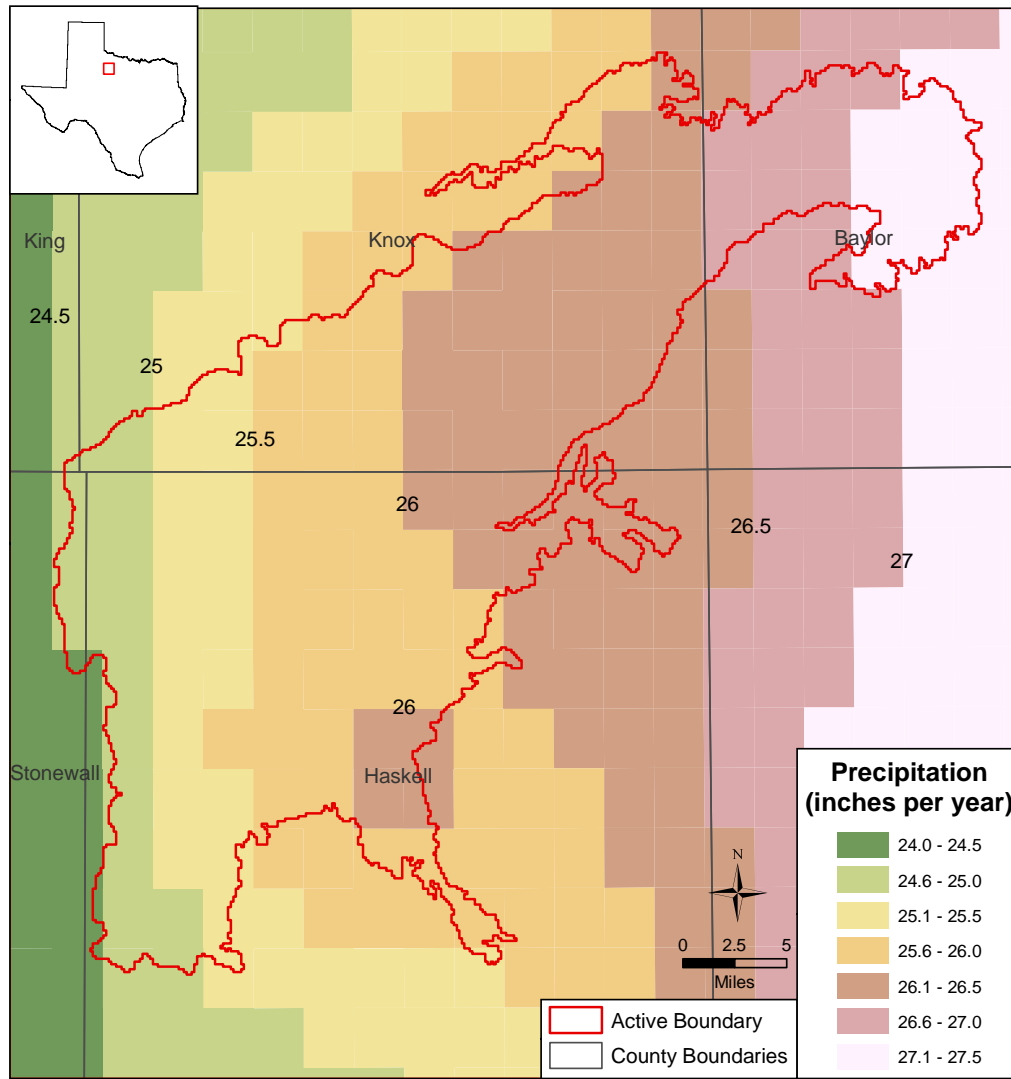 King
Knox
Baylor
24.5
25
25.5
26
26.5
27
26
Stonewall
Haskell
N
0 2.5 5
Miles
Active Boundary
County Boundaries
Precipitation
(inches per year)
24.0 - 24.5
24.6 - 25.0
25.1 - 25.5
25.6 - 26.0
26.1 - 26.5
26.6 - 27.0
27.1 - 27.5